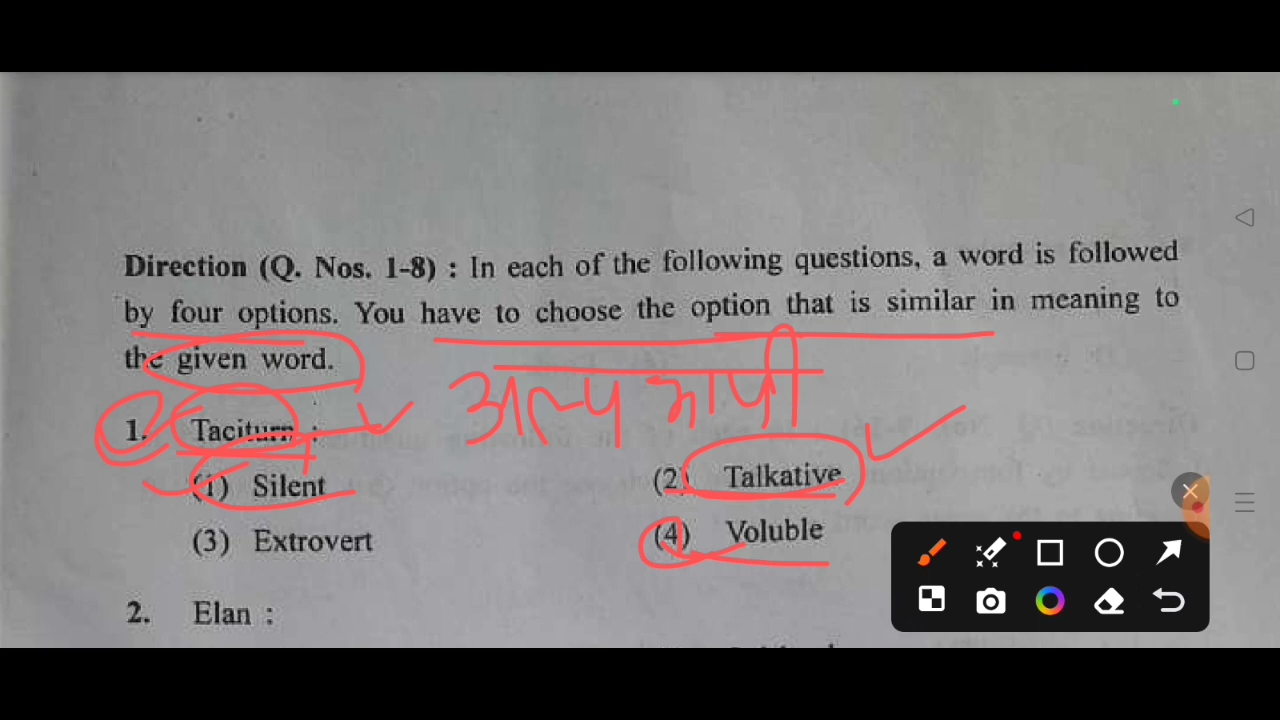 Direction (Q. Nos. 1-8) : In each of the following questions, a word is followed
by four options. You have to choose the option that is similar in meaning to
the given word.
1. Taciturn :
(1) Silent (2) Talkative
(3) Extrovert (4) Voluble
2. Elan :